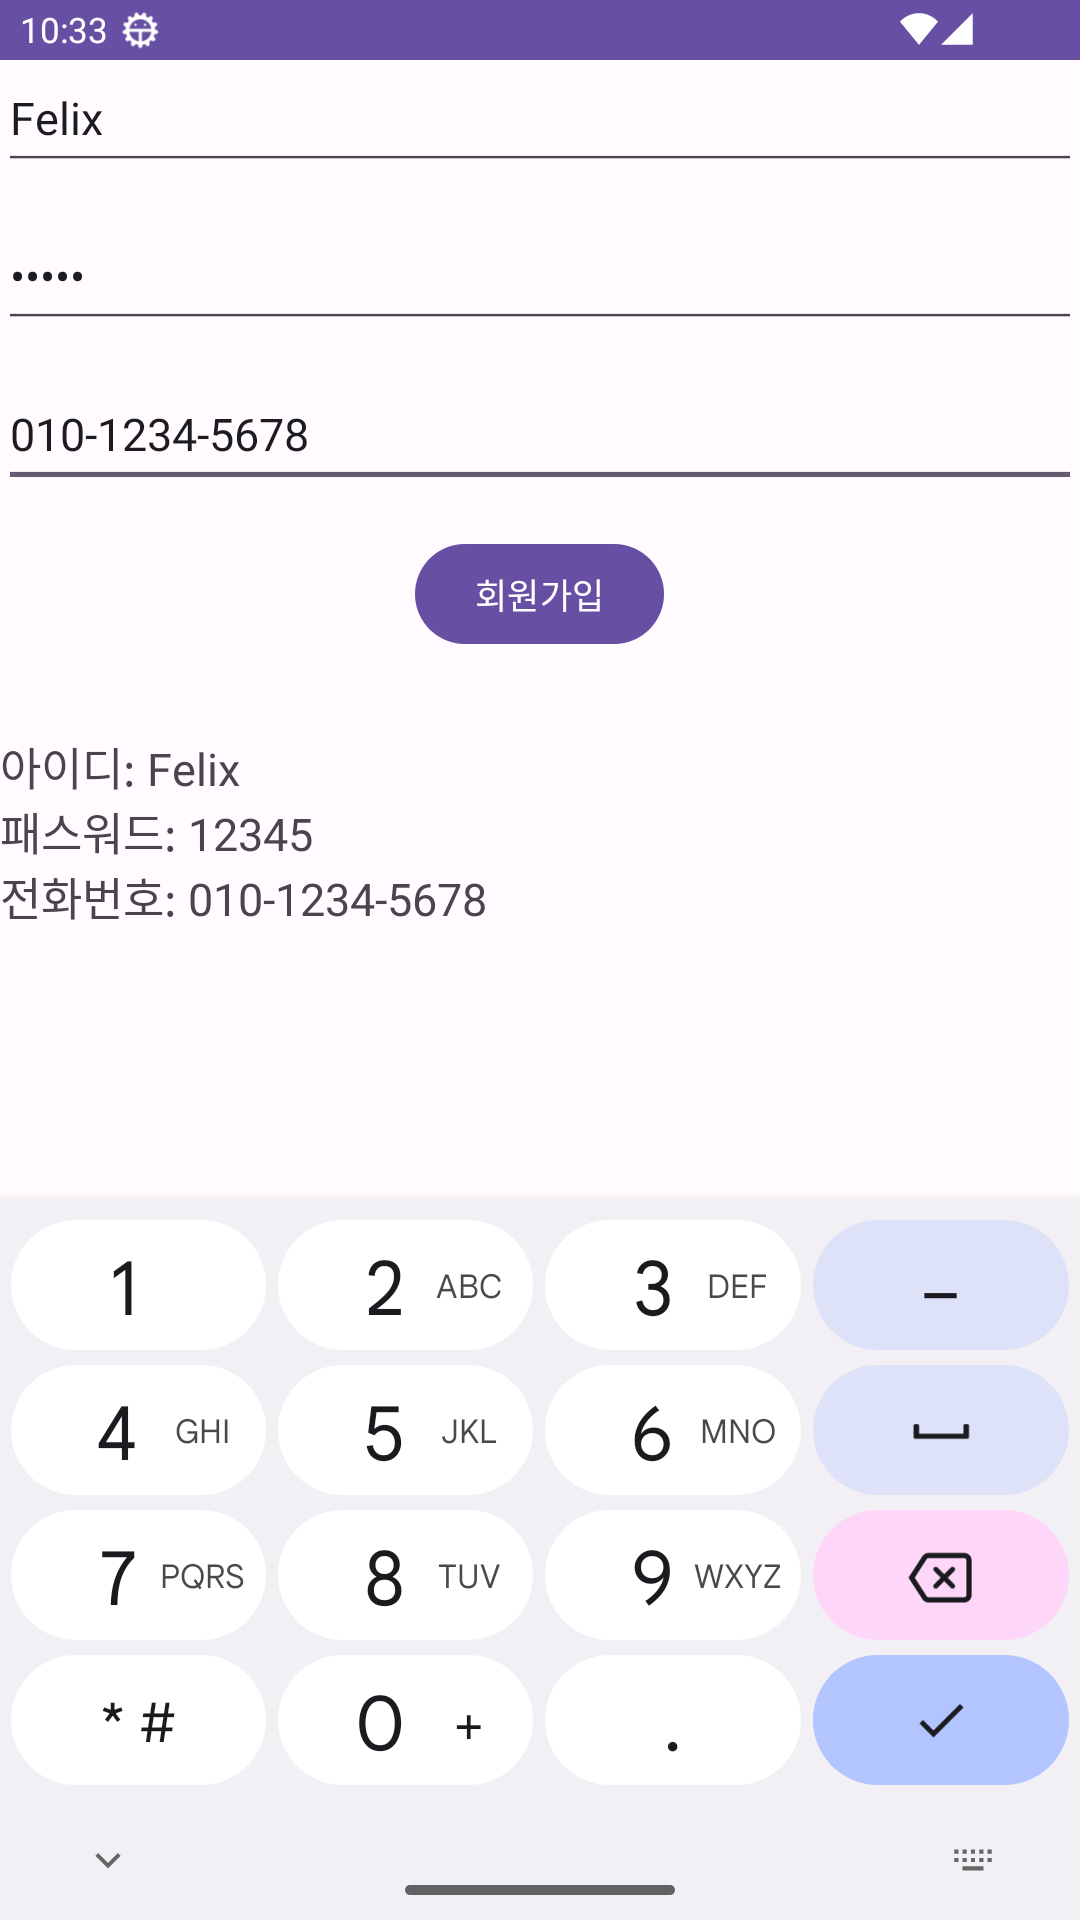 10:33
Felix
•••••
010-1234-5678
회원가입
아이디: Felix
패스워드: 12345
전화번호: 010-1234-5678
1 2 ABC 3 DEF –
4 GHI 5 JKL 6 MNO
7 PQRS 8 TUV 9 WXYZ
* # 0 + .